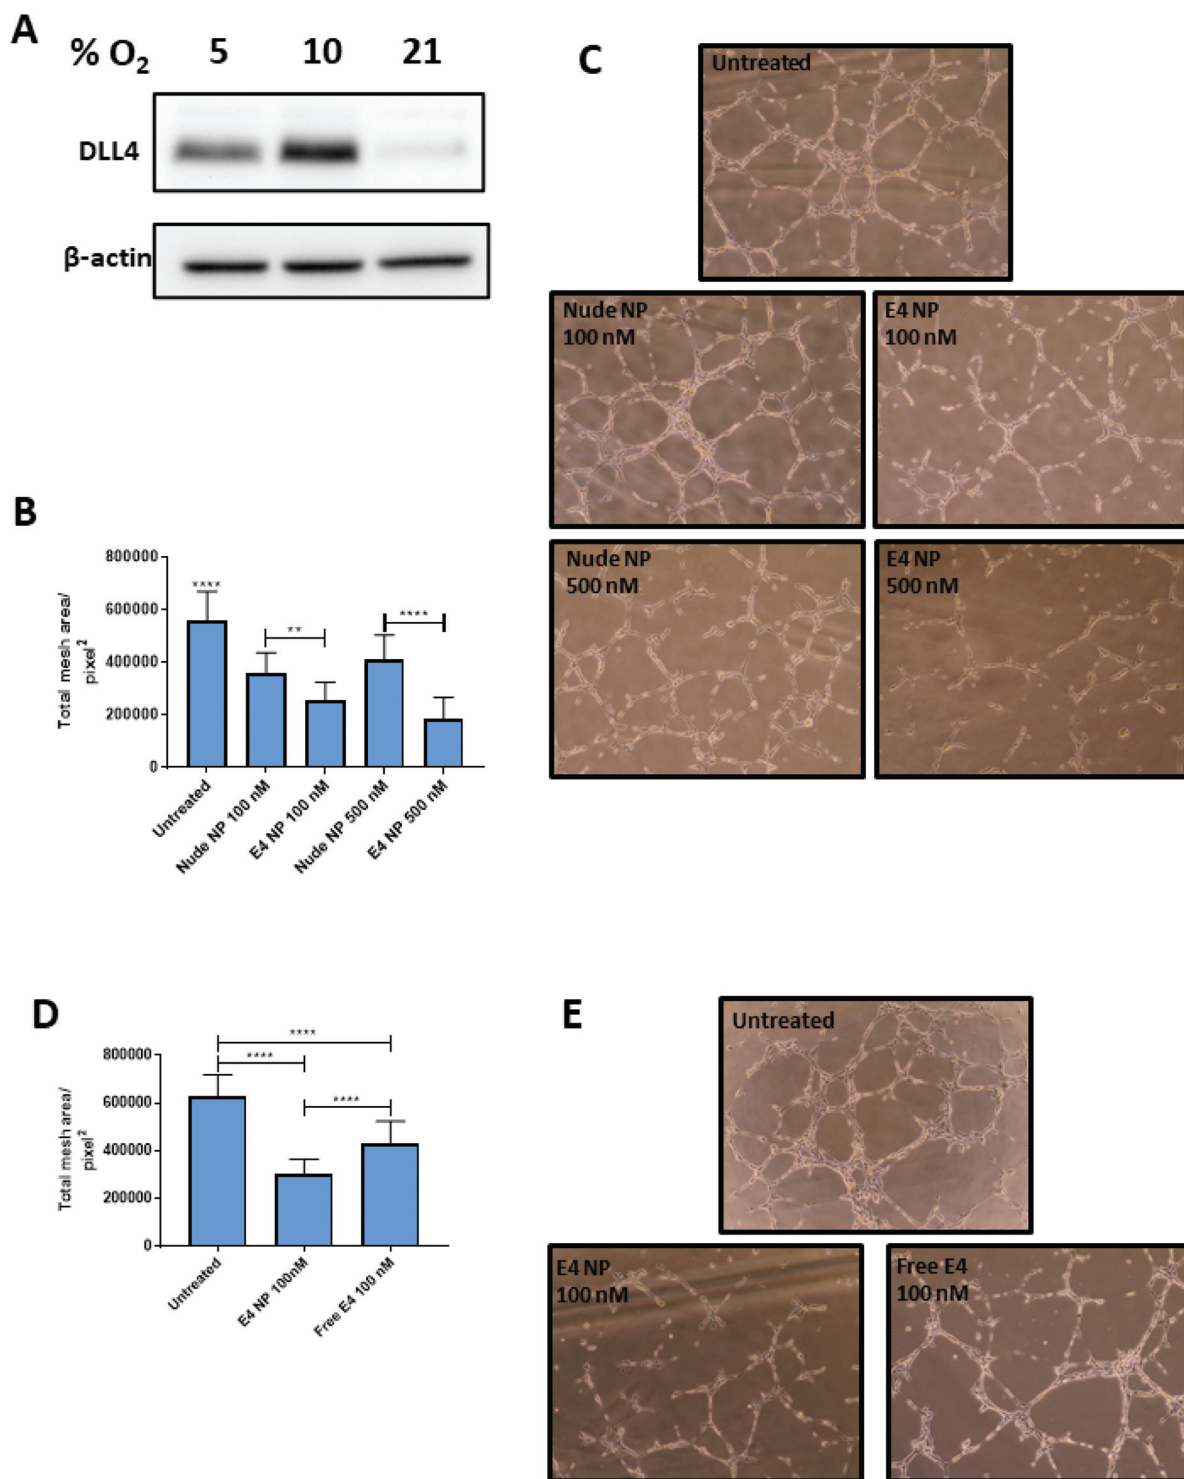 A
% O₂ 5 10 21
DLL4
β-actin
B
Total mesh area/
pixel²
800000
600000
400000
200000
0
****
**
****
Untreated
Nude NP 100 nM
E4 NP 100 nM
Nude NP 500 nM
E4 NP 500 nM
C
Untreated
Nude NP
100 nM
E4 NP
100 nM
Nude NP
500 nM
E4 NP
500 nM
D
Total mesh area/
pixel²
800000
600000
400000
200000
0
****
****
****
Untreated
E4 NP 100nM
Free E4 100 nM
E
Untreated
E4 NP
100 nM
Free E4
100 nM